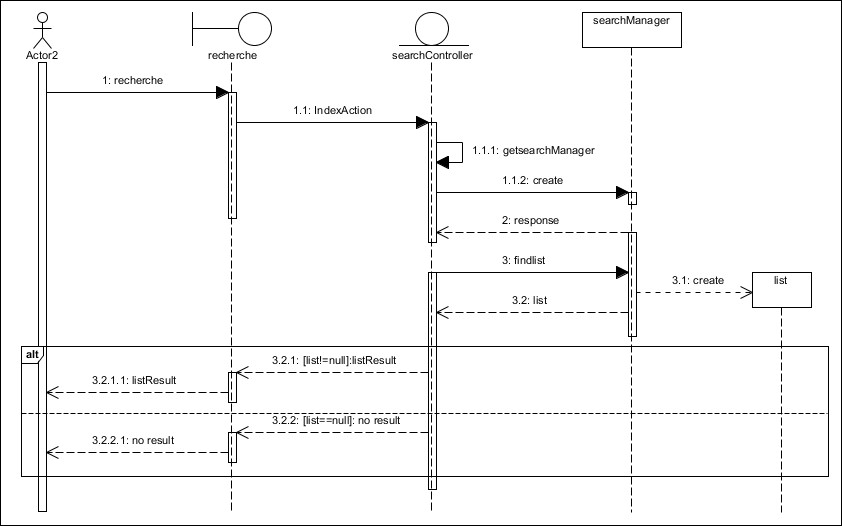 searchManager
Actor2
recherche
searchController
1: recherche
1.1: IndexAction
1.1.1: getsearchManager
1.1.2: create
2: response
3: findlist
3.1: create
list
3.2: list
alt
3.2.1: [list!=null]:listResult
3.2.1.1: listResult
3.2.2: [list==null]: no result
3.2.2.1: no result